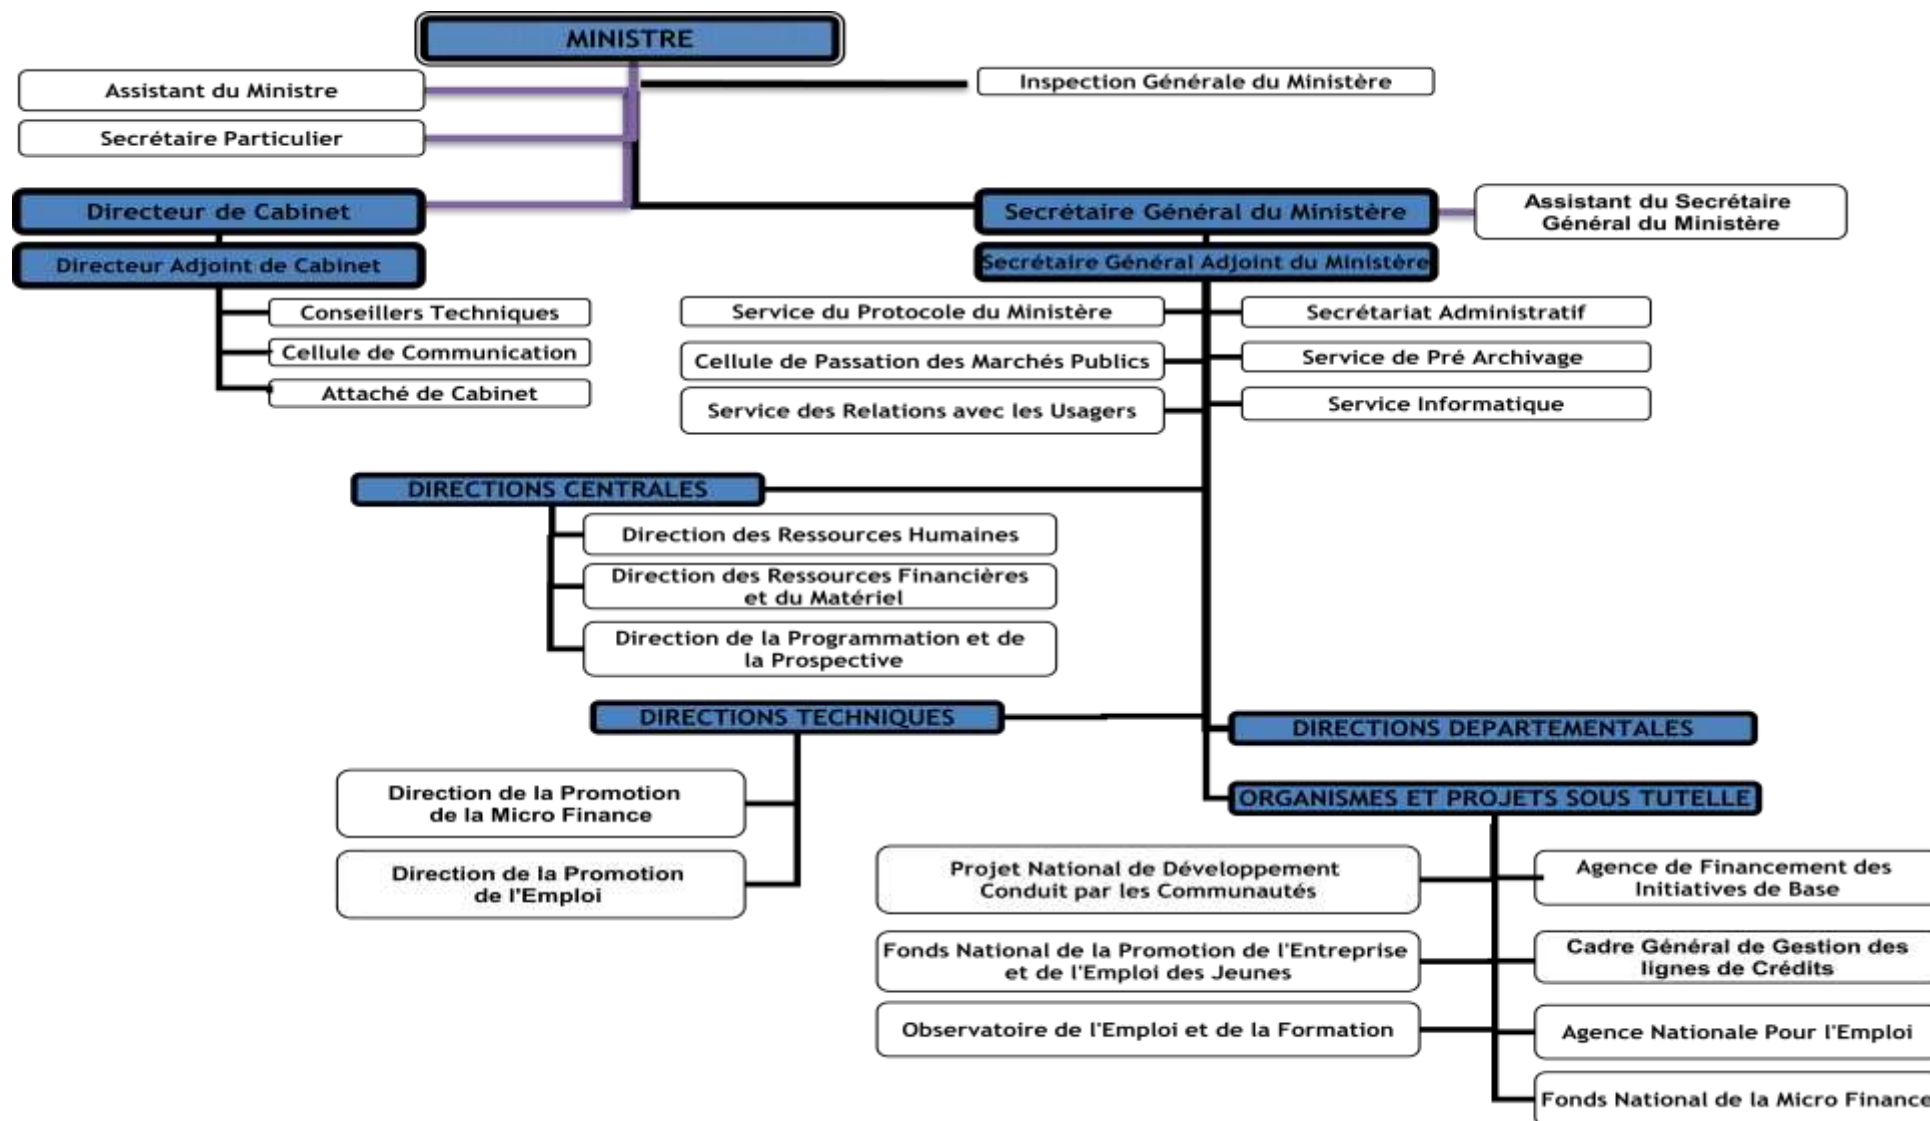 MINISTRE
Assistant du Ministre
Inspection Générale du Ministère
Secrétaire Particulier
Directeur de Cabinet
Secrétaire Général du Ministère
Assistant du Secrétaire
Général du Ministère
Directeur Adjoint de Cabinet
Secrétaire Général Adjoint du Ministère
Conseillers Techniques
Cellule de Communication
Attaché de Cabinet
Service du Protocole du Ministère
Secrétariat Administratif
Cellule de Passation des Marchés Publics
Service de Pré Archivage
Service des Relations avec les Usagers
Service Informatique
DIRECTIONS CENTRALES
Direction des Ressources Humaines
Direction des Ressources Financières
et du Matériel
Direction de la Programmation et de
la Prospective
DIRECTIONS TECHNIQUES
DIRECTIONS DEPARTEMENTALES
Direction de la Promotion
de la Micro Finance
Direction de la Promotion
de l'Emploi
ORGANISMES ET PROJETS SOUS TUTELLE
Projet National de Développement
Conduit par les Communautés
Agence de Financement des
Initiatives de Base
Fonds National de la Promotion de l'Entreprise
et de l'Emploi des Jeunes
Cadre Général de Gestion des
lignes de Crédits
Observatoire de l'Emploi et de la Formation
Agence Nationale Pour l'Emploi
Fonds National de la Micro Finance